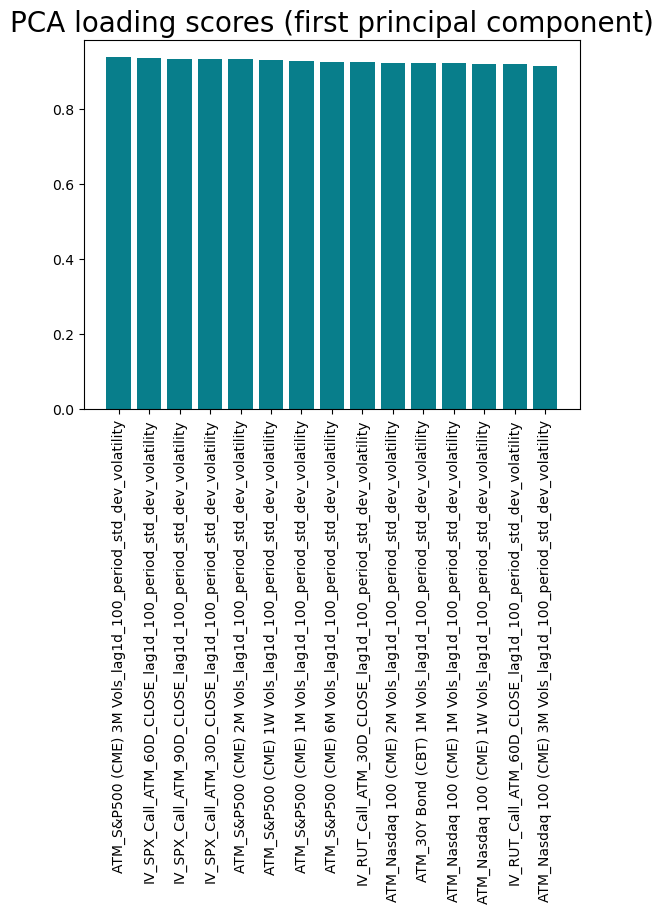 PCA loading scores (first principal component)
0.8
0.6
0.4
0.2
0.0
ATM_S&P500 (CME) 3M Vols_lag1d_100_period_std_dev_volatility
IV_SPX_Call_ATM_60D_CLOSE_lag1d_100_period_std_dev_volatility
IV_SPX_Call_ATM_90D_CLOSE_lag1d_100_period_std_dev_volatility
IV_SPX_Call_ATM_30D_CLOSE_lag1d_100_period_std_dev_volatility
ATM_S&P500 (CME) 2M Vols_lag1d_100_period_std_dev_volatility
ATM_S&P500 (CME) 1W Vols_lag1d_100_period_std_dev_volatility
ATM_S&P500 (CME) 1M Vols_lag1d_100_period_std_dev_volatility
ATM_S&P500 (CME) 6M Vols_lag1d_100_period_std_dev_volatility
IV_RUT_Call_ATM_30D_CLOSE_lag1d_100_period_std_dev_volatility
ATM_Nasdaq 100 (CME) 2M Vols_lag1d_100_period_std_dev_volatility
ATM_30Y Bond (CBT) 1M Vols_lag1d_100_period_std_dev_volatility
ATM_Nasdaq 100 (CME) 1M Vols_lag1d_100_period_std_dev_volatility
ATM_Nasdaq 100 (CME) 1W Vols_lag1d_100_period_std_dev_volatility
IV_RUT_Call_ATM_60D_CLOSE_lag1d_100_period_std_dev_volatility
ATM_Nasdaq 100 (CME) 3M Vols_lag1d_100_period_std_dev_volatility